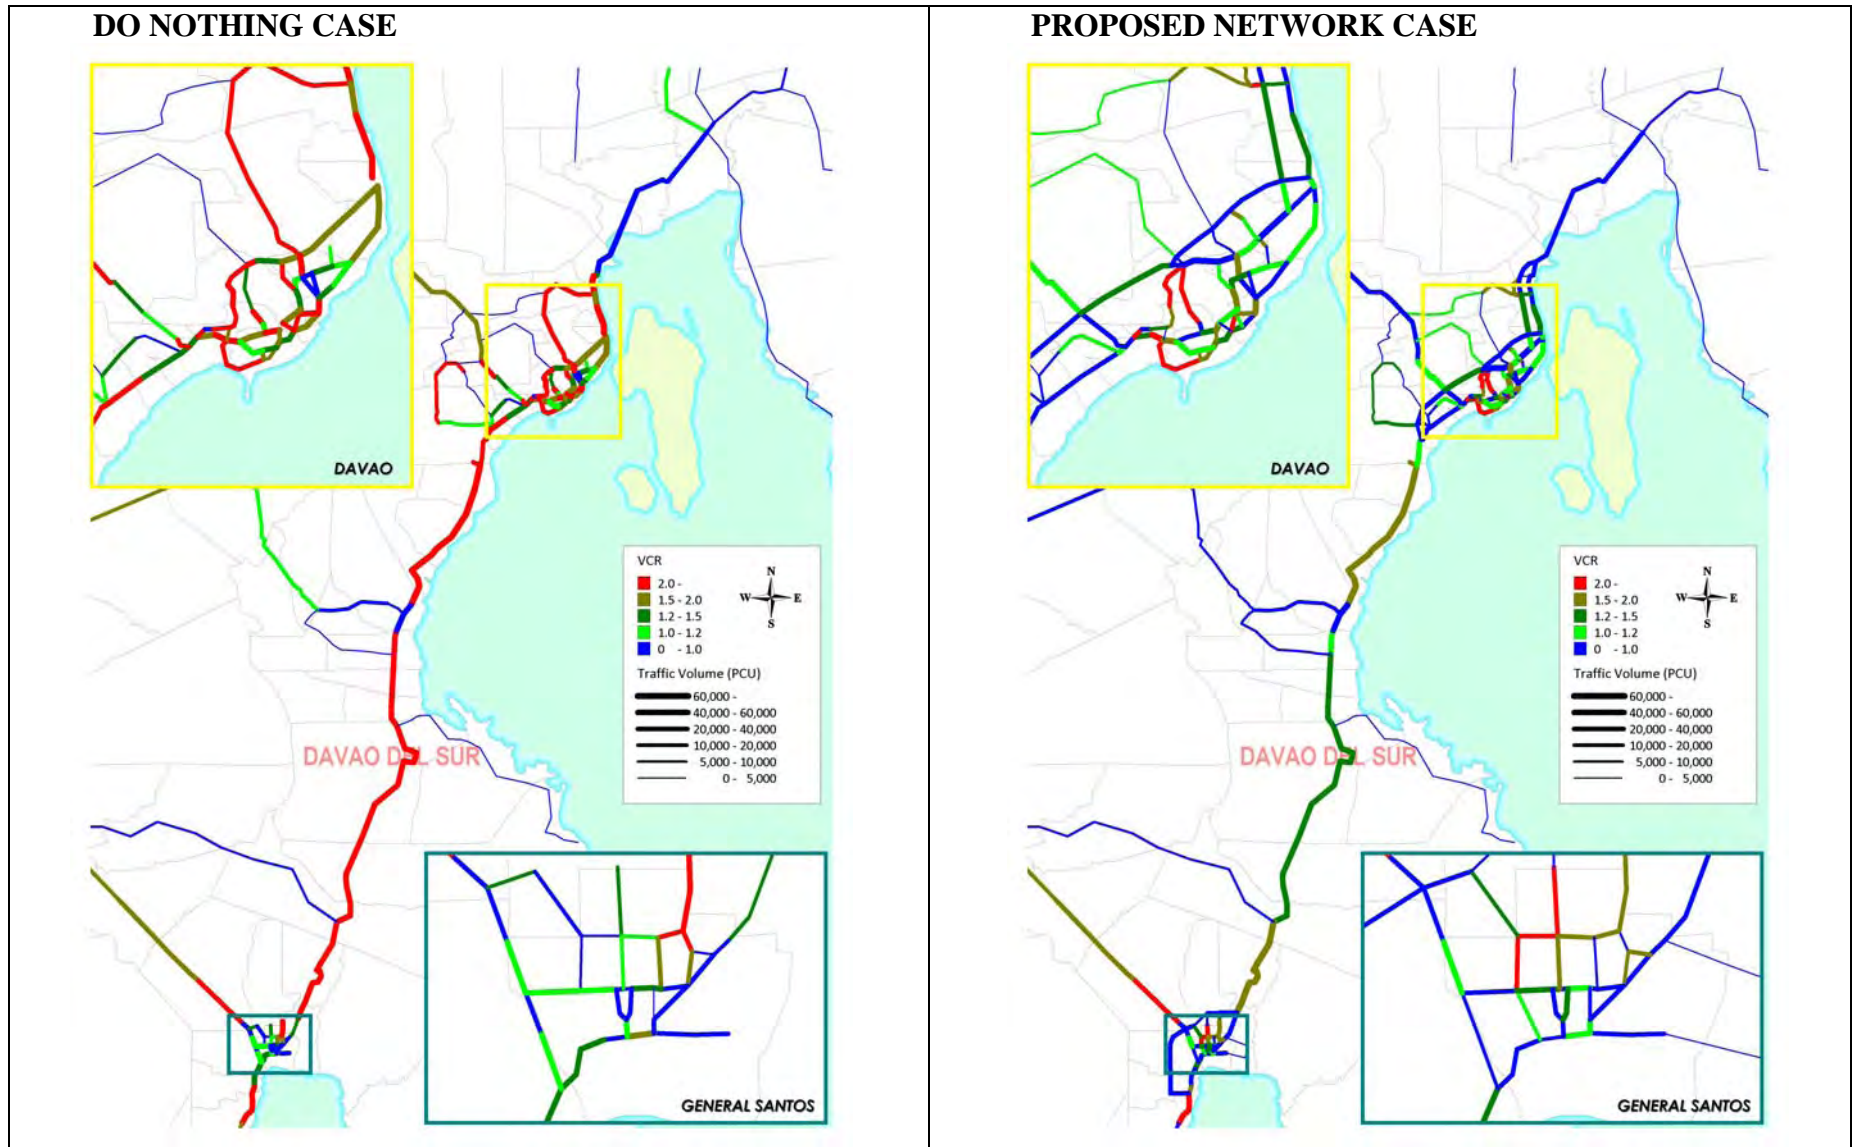 DO NOTHING CASE
DAVAO
VCR
2.0 -
1.5 - 2.0
1.2 - 1.5
1.0 - 1.2
0 - 1.0
N
W E
S
Traffic Volume (PCU)
60,000 -
40,000 - 60,000
20,000 - 40,000
10,000 - 20,000
5,000 - 10,000
0 - 5,000
DAVAO DEL SUR
GENERAL SANTOS
PROPOSED NETWORK CASE
DAVAO
VCR
2.0 -
1.5 - 2.0
1.2 - 1.5
1.0 - 1.2
0 - 1.0
N
W E
S
Traffic Volume (PCU)
60,000 -
40,000 - 60,000
20,000 - 40,000
10,000 - 20,000
5,000 - 10,000
0 - 5,000
DAVAO DEL SUR
GENERAL SANTOS